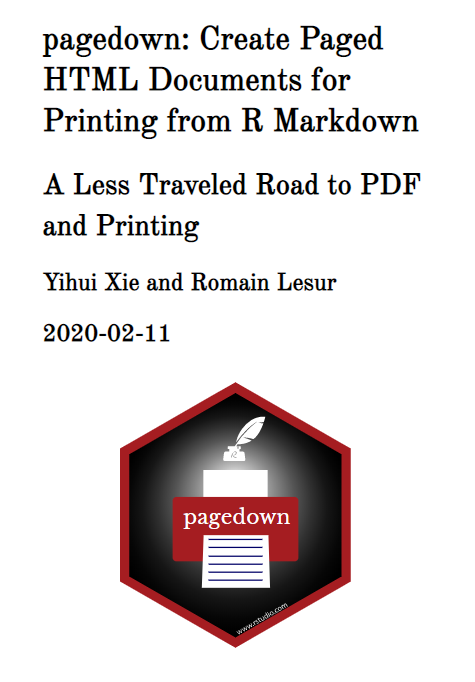 pagedown: Create Paged
HTML Documents for
Printing from R Markdown
A Less Traveled Road to PDF
and Printing
Yihui Xie and Romain Lesur
2020-02-11
R
pagedown
www.rstudio.com